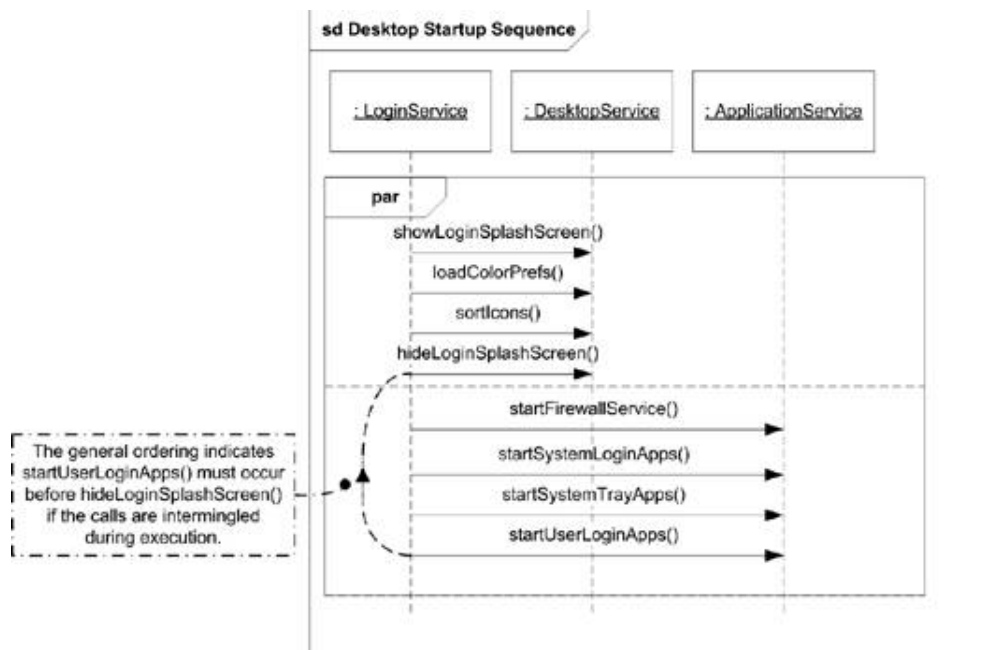 sd Desktop Startup Sequence
: LoginService
: DesktopService
: ApplicationService
par
showLoginSplashScreen()
loadColorPrefs()
sortIcons()
hideLoginSplashScreen()
startFirewallService()
startSystemLoginApps()
startSystemTrayApps()
startUserLoginApps()
The general ordering indicates
startUserLoginApps() must occur
before hideLoginSplashScreen()
if the calls are intermingled
during execution.